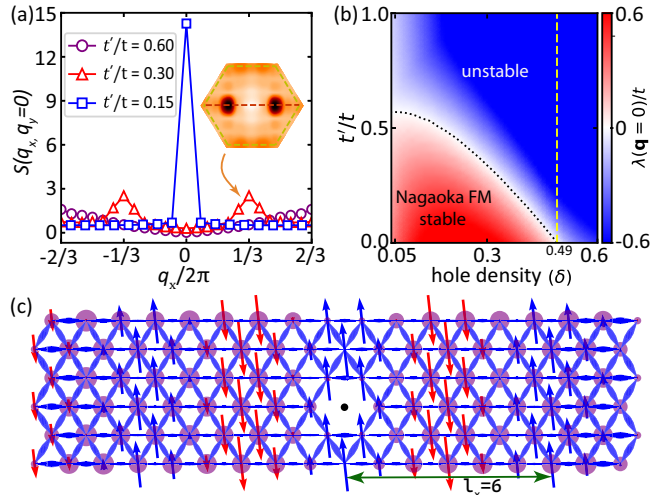 (a)
15
12
9
6
3
0
S(q_x, q_y=0)
t′/t = 0.60
t′/t = 0.30
t′/t = 0.15
-2/3
-1/3
0
1/3
2/3
q_x/2π
(b)
1.0
0.5
0.0
t′/t
unstable
Nagaoka FM
stable
0.49
0.05
0.3
0.6
hole density (δ)
0.6
0
-0.6
λ(q = 0)/t
(c)
l_x=6